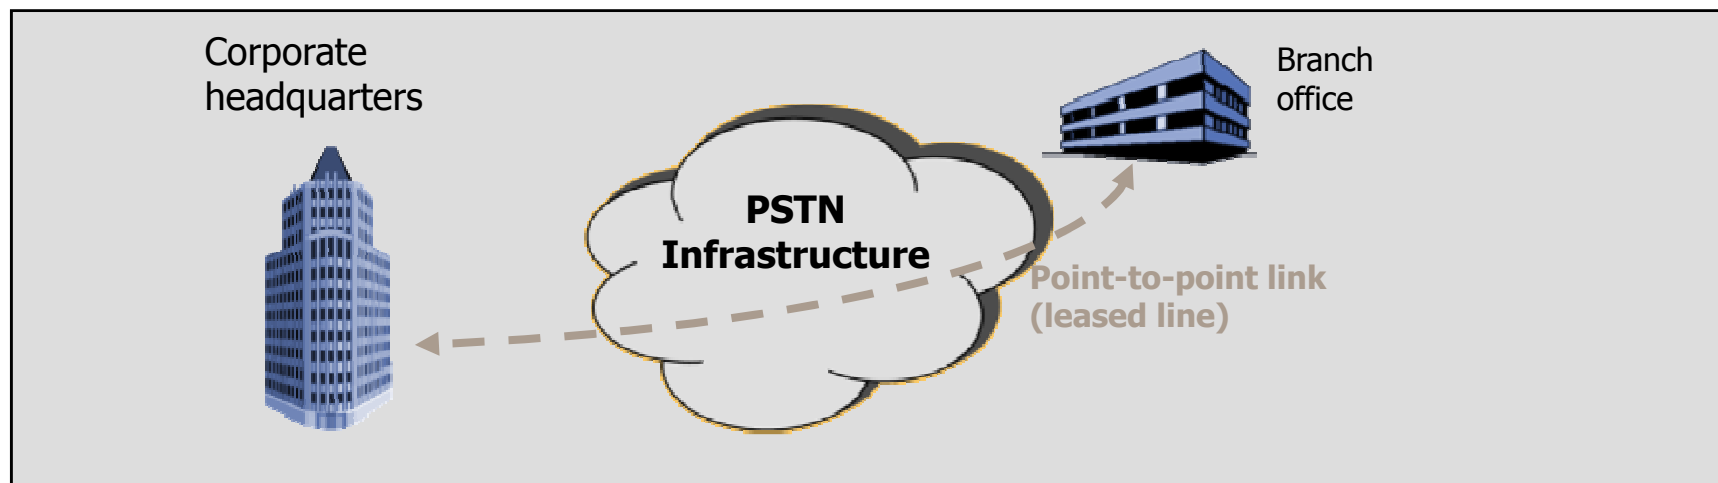 Corporate
headquarters
Branch
office
PSTN
Infrastructure
Point-to-point link
(leased line)